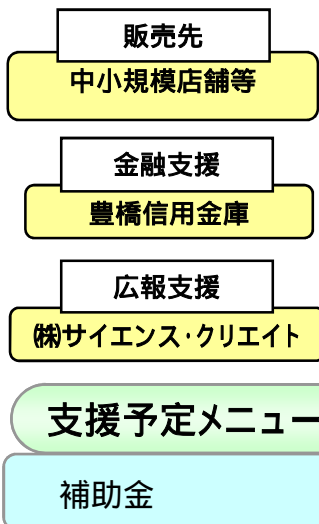 販売先
中小規模店舗等
金融支援
豊橋信用金庫
広報支援
㈱サイエンス・クリエイト
支援予定メニュー
補助金